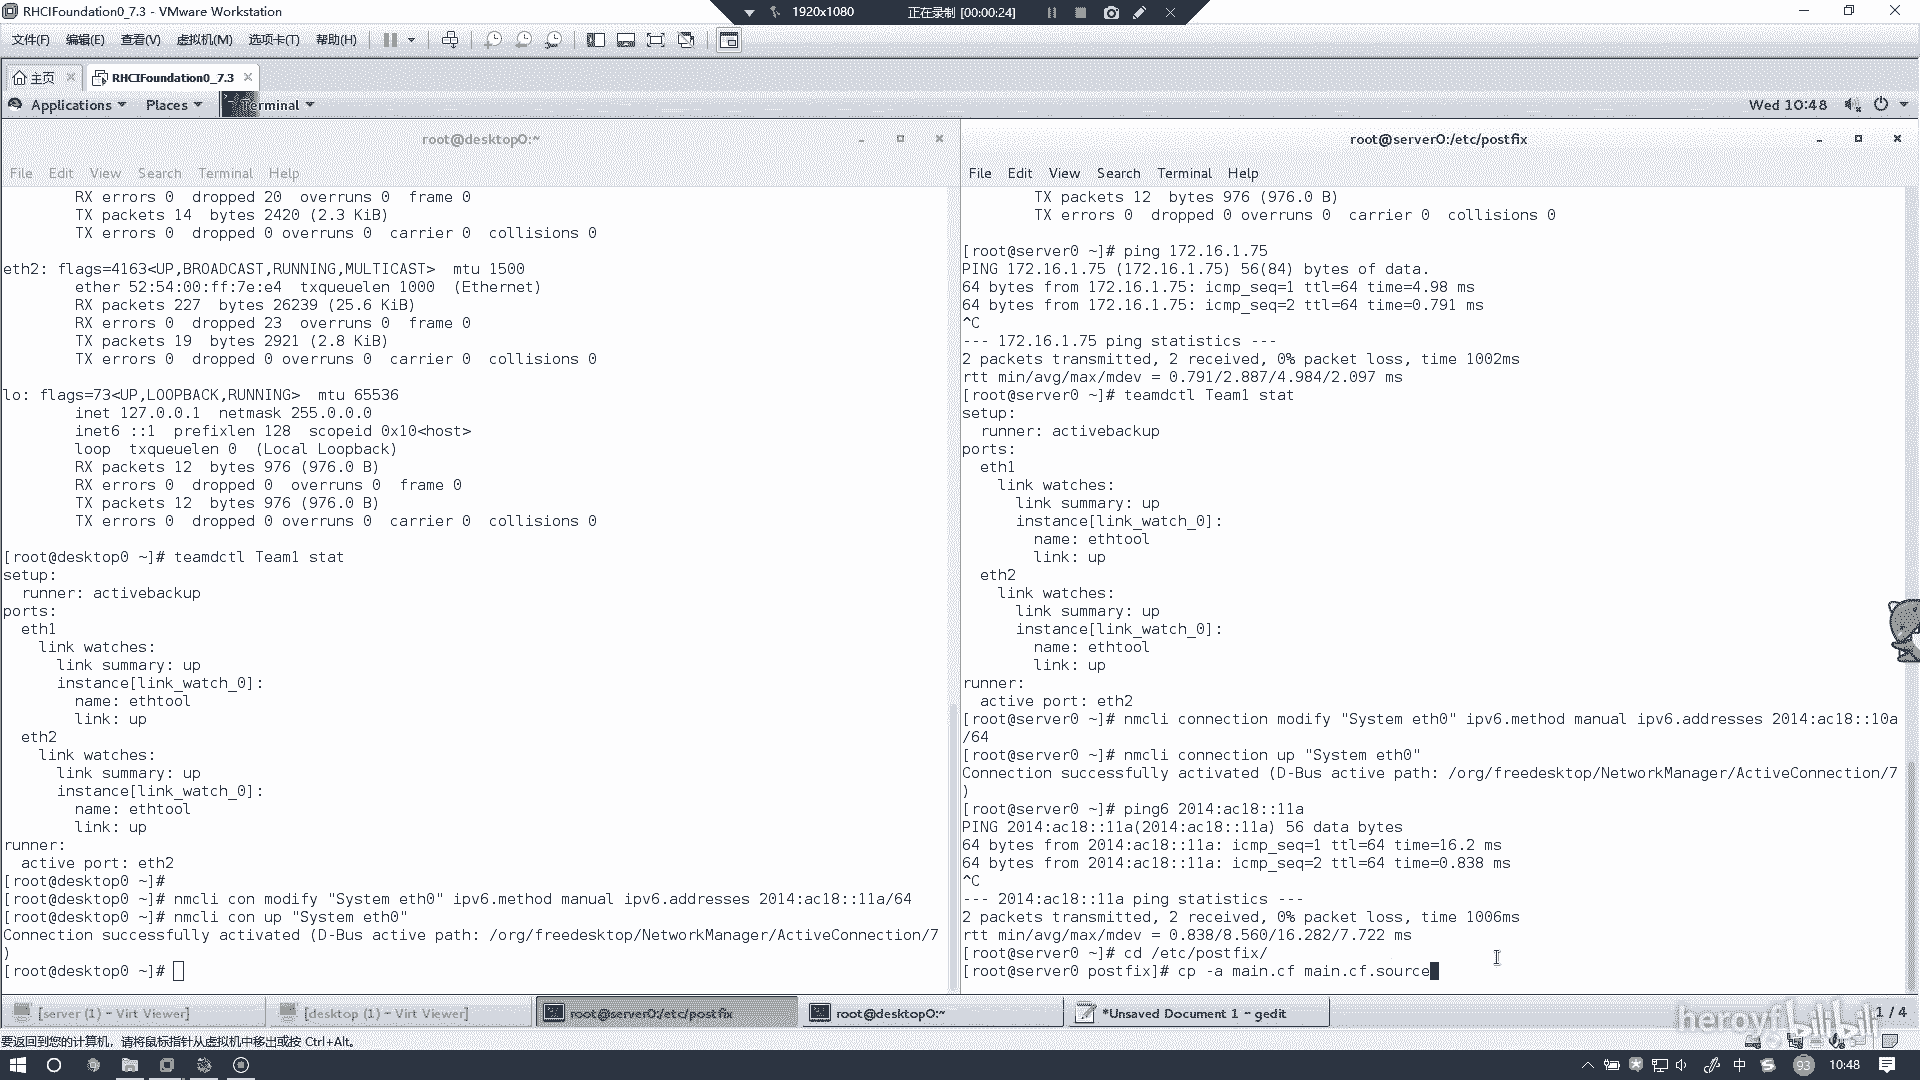 RHCIFoundation0_7.3 - VMware Workstation
1920x1080
正在录制 [00:00:24]
文件(F) 编辑(E) 查看(V) 虚拟机(M) 选项卡(T) 帮助(H)
主页
RHCIFoundation0_7.3
Applications Places Terminal
Wed 10:48
root@desktop0:~
File Edit View Search Terminal Help
RX errors 0  dropped 20  overruns 0  frame 0
TX packets 14  bytes 2420 (2.3 KiB)
TX errors 0  dropped 0 overruns 0  carrier 0  collisions 0
eth2: flags=4163<UP,BROADCAST,RUNNING,MULTICAST>  mtu 1500
ether 52:54:00:ff:7e:e4  txqueuelen 1000  (Ethernet)
RX packets 227  bytes 26239 (25.6 KiB)
RX errors 0  dropped 23  overruns 0  frame 0
TX packets 19  bytes 2921 (2.8 KiB)
TX errors 0  dropped 0 overruns 0  carrier 0  collisions 0
lo: flags=73<UP,LOOPBACK,RUNNING>  mtu 65536
inet 127.0.0.1  netmask 255.0.0.0
inet6 ::1  prefixlen 128  scopeid 0x10<host>
loop  txqueuelen 0  (Local Loopback)
RX packets 12  bytes 976 (976.0 B)
RX errors 0  dropped 0  overruns 0  frame 0
TX packets 12  bytes 976 (976.0 B)
TX errors 0  dropped 0 overruns 0  carrier 0  collisions 0
[root@desktop0 ~]# teamdctl Team1 stat
setup:
runner: activebackup
ports:
eth1
link watches:
link summary: up
instance[link_watch_0]:
name: ethtool
link: up
eth2
link watches:
link summary: up
instance[link_watch_0]:
name: ethtool
link: up
runner:
active port: eth2
[root@desktop0 ~]#
[root@desktop0 ~]# nmcli con modify "System eth0" ipv6.method manual ipv6.addresses 2014:ac18::11a/64
[root@desktop0 ~]# nmcli con up "System eth0"
Connection successfully activated (D-Bus active path: /org/freedesktop/NetworkManager/ActiveConnection/7
)
[root@desktop0 ~]#
root@server0:/etc/postfix
File Edit View Search Terminal Help
TX packets 12  bytes 976 (976.0 B)
TX errors 0  dropped 0 overruns 0  carrier 0  collisions 0
[root@server0 ~]# ping 172.16.1.75
PING 172.16.1.75 (172.16.1.75) 56(84) bytes of data.
64 bytes from 172.16.1.75: icmp_seq=1 ttl=64 time=4.98 ms
64 bytes from 172.16.1.75: icmp_seq=2 ttl=64 time=0.791 ms
^C
--- 172.16.1.75 ping statistics ---
2 packets transmitted, 2 received, 0% packet loss, time 1002ms
rtt min/avg/max/mdev = 0.791/2.887/4.984/2.097 ms
[root@server0 ~]# teamdctl Team1 stat
setup:
runner: activebackup
ports:
eth1
link watches:
link summary: up
instance[link_watch_0]:
name: ethtool
link: up
eth2
link watches:
link summary: up
instance[link_watch_0]:
name: ethtool
link: up
runner:
active port: eth2
[root@server0 ~]# nmcli connection modify "System eth0" ipv6.method manual ipv6.addresses 2014:ac18::10a
/64
[root@server0 ~]# nmcli connection up "System eth0"
Connection successfully activated (D-Bus active path: /org/freedesktop/NetworkManager/ActiveConnection/7
)
[root@server0 ~]# ping6 2014:ac18::11a
PING 2014:ac18::11a(2014:ac18::11a) 56 data bytes
64 bytes from 2014:ac18::11a: icmp_seq=1 ttl=64 time=16.2 ms
64 bytes from 2014:ac18::11a: icmp_seq=2 ttl=64 time=0.838 ms
^C
--- 2014:ac18::11a ping statistics ---
2 packets transmitted, 2 received, 0% packet loss, time 1006ms
rtt min/avg/max/mdev = 0.838/8.560/16.282/7.722 ms
[root@server0 ~]# cd /etc/postfix/
[root@server0 postfix]# cp -a main.cf main.cf.source
[server (1) - Virt Viewer]
[desktop (1) - Virt Viewer]
root@server0:/etc/postfix
root@desktop0:~
*Unsaved Document 1 - gedit
1 / 4
bilibili
要返回到您的计算机，请将鼠标指针从虚拟机中移出或按 Ctrl+Alt。
中
93
10:48